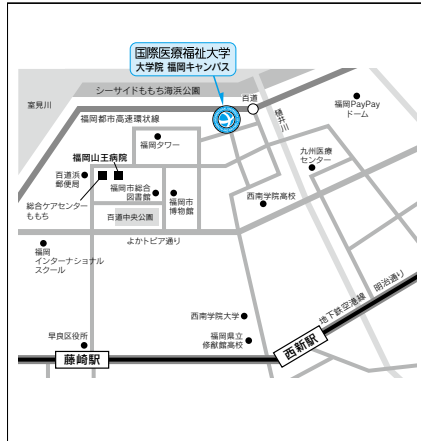 国際医療福祉大学
大学院 福岡キャンパス
シーサイドももち海浜公園
百道
室見川
福岡都市高速環状線
樋井川
福岡PayPay
ドーム
福岡タワー
福岡山王病院
九州医療
センター
百道浜
郵便局
福岡市総合
図書館
福岡市
博物館
西南学院高校
総合ケアセンター
ももち
百道中央公園
よかトピア通り
福岡
インターナショナル
スクール
明治通り
地下鉄空港線
西南学院大学
早良区役所
福岡県立
修猷館高校
西新駅
藤崎駅